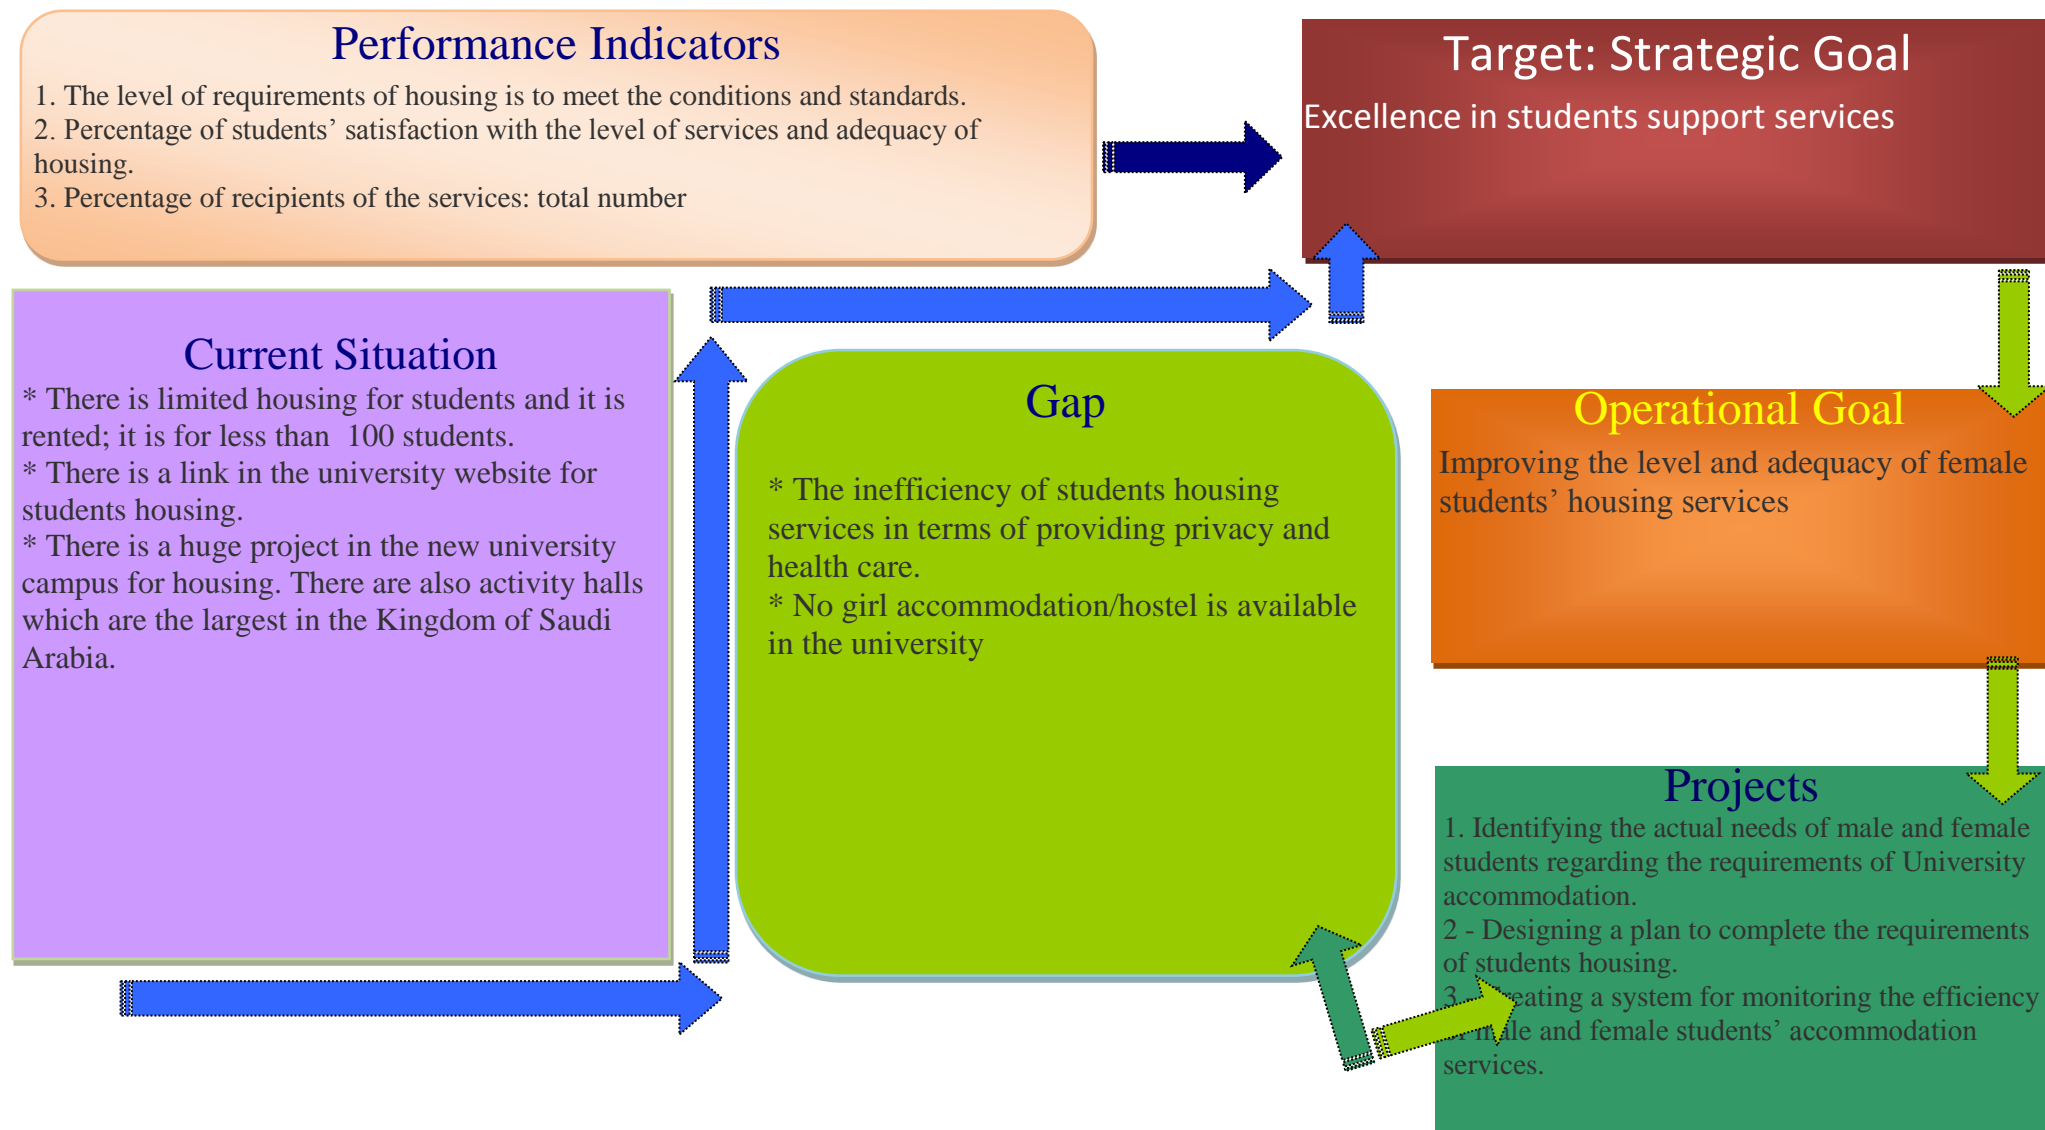 Performance Indicators
1. The level of requirements of housing is to meet the conditions and standards.
2. Percentage of students’ satisfaction with the level of services and adequacy of
housing.
3. Percentage of recipients of the services: total number
Target: Strategic Goal
Excellence in students support services
Current Situation
* There is limited housing for students and it is
rented; it is for less than 100 students.
* There is a link in the university website for
students housing.
* There is a huge project in the new university
campus for housing. There are also activity halls
which are the largest in the Kingdom of Saudi
Arabia.
Gap
* The inefficiency of students housing
services in terms of providing privacy and
health care.
* No girl accommodation/hostel is available
in the university
Operational Goal
Improving the level and adequacy of female
students’ housing services
Projects
1. Identifying the actual needs of male and female
students regarding the requirements of University
accommodation.
2 - Designing a plan to complete the requirements
of students housing.
3 - Creating a system for monitoring the efficiency
of male and female students’ accommodation
services.